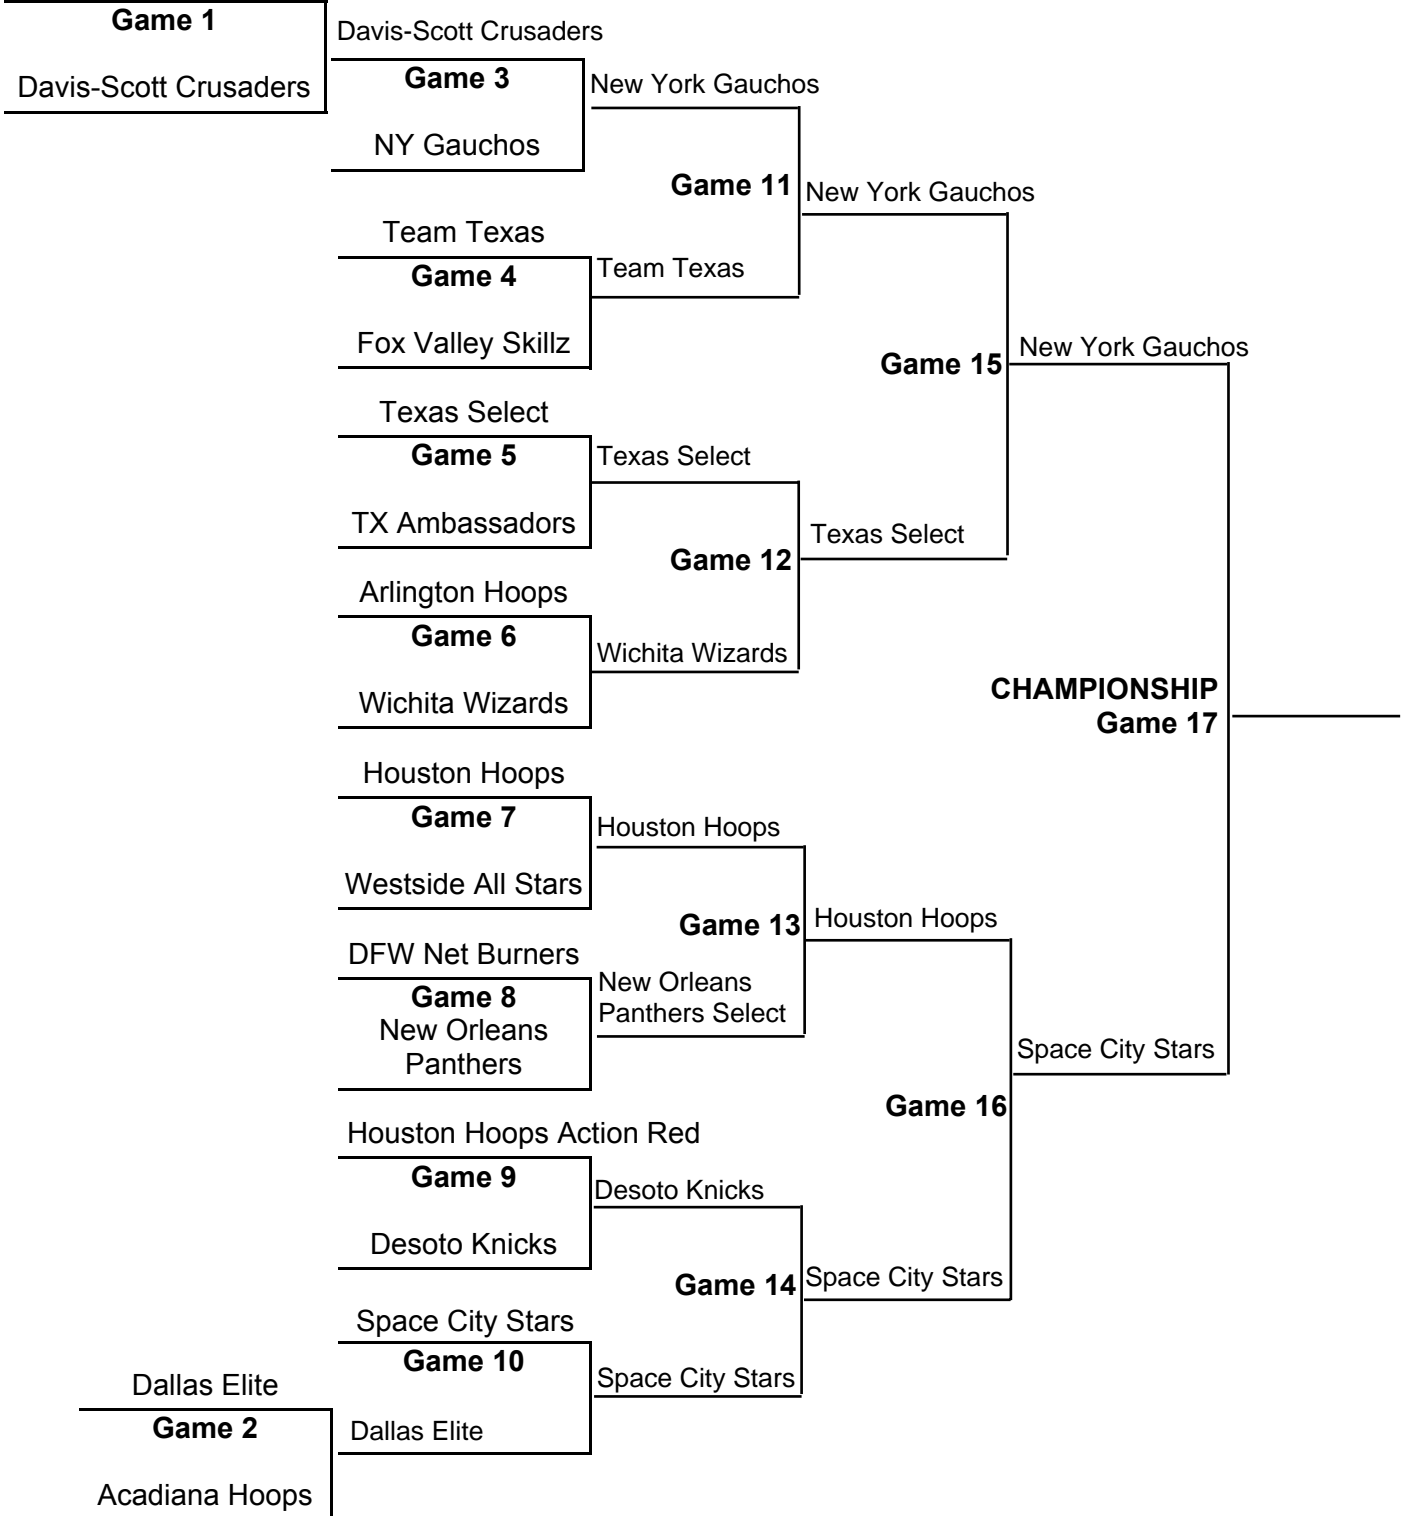 Game 1
Davis-Scott Crusaders
Davis-Scott Crusaders
Game 3
NY Gauchos
New York Gauchos
Game 11
New York Gauchos
Team Texas
Game 4
Team Texas
Fox Valley Skillz
Game 15
New York Gauchos
Texas Select
Game 5
Texas Select
TX Ambassadors
Game 12
Texas Select
Arlington Hoops
Game 6
Wichita Wizards
Wichita Wizards
CHAMPIONSHIP
Game 17
Houston Hoops
Game 7
Houston Hoops
Westside All Stars
Game 13
Houston Hoops
DFW Net Burners
Game 8
New Orleans
Panthers
New Orleans
Panthers Select
Space City Stars
Game 16
Houston Hoops Action Red
Game 9
Desoto Knicks
Desoto Knicks
Game 14
Space City Stars
Space City Stars
Game 10
Space City Stars
Dallas Elite
Game 2
Dallas Elite
Acadiana Hoops